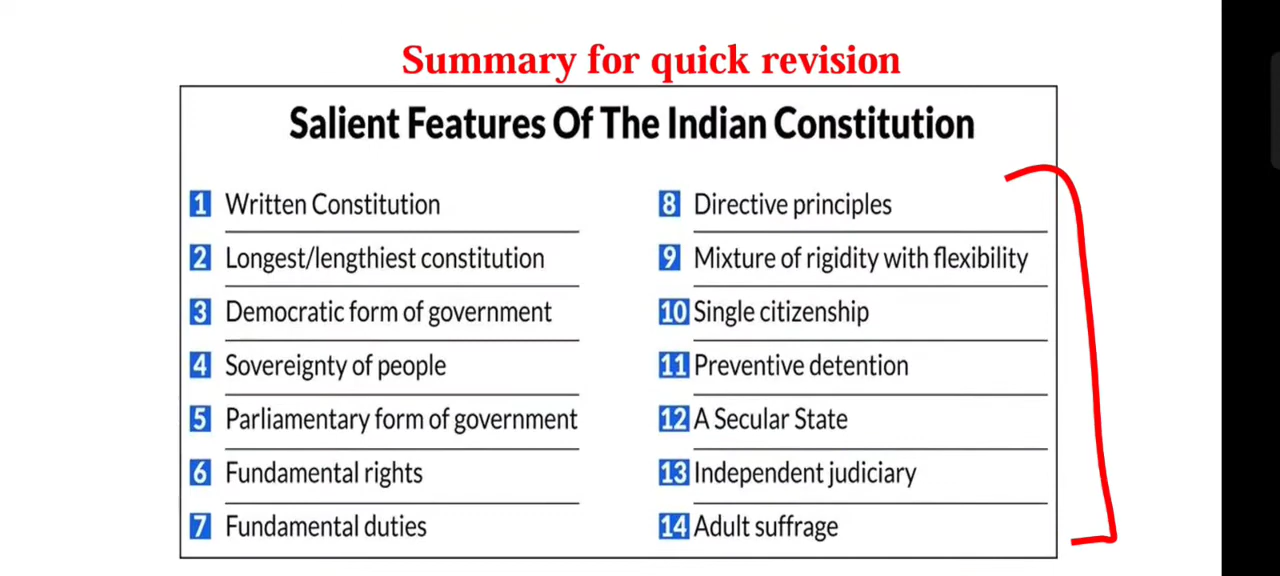 Summary for quick revision
Salient Features Of The Indian Constitution
1 Written Constitution
2 Longest/lengthiest constitution
3 Democratic form of government
4 Sovereignty of people
5 Parliamentary form of government
6 Fundamental rights
7 Fundamental duties
8 Directive principles
9 Mixture of rigidity with flexibility
10 Single citizenship
11 Preventive detention
12 A Secular State
13 Independent judiciary
14 Adult suffrage